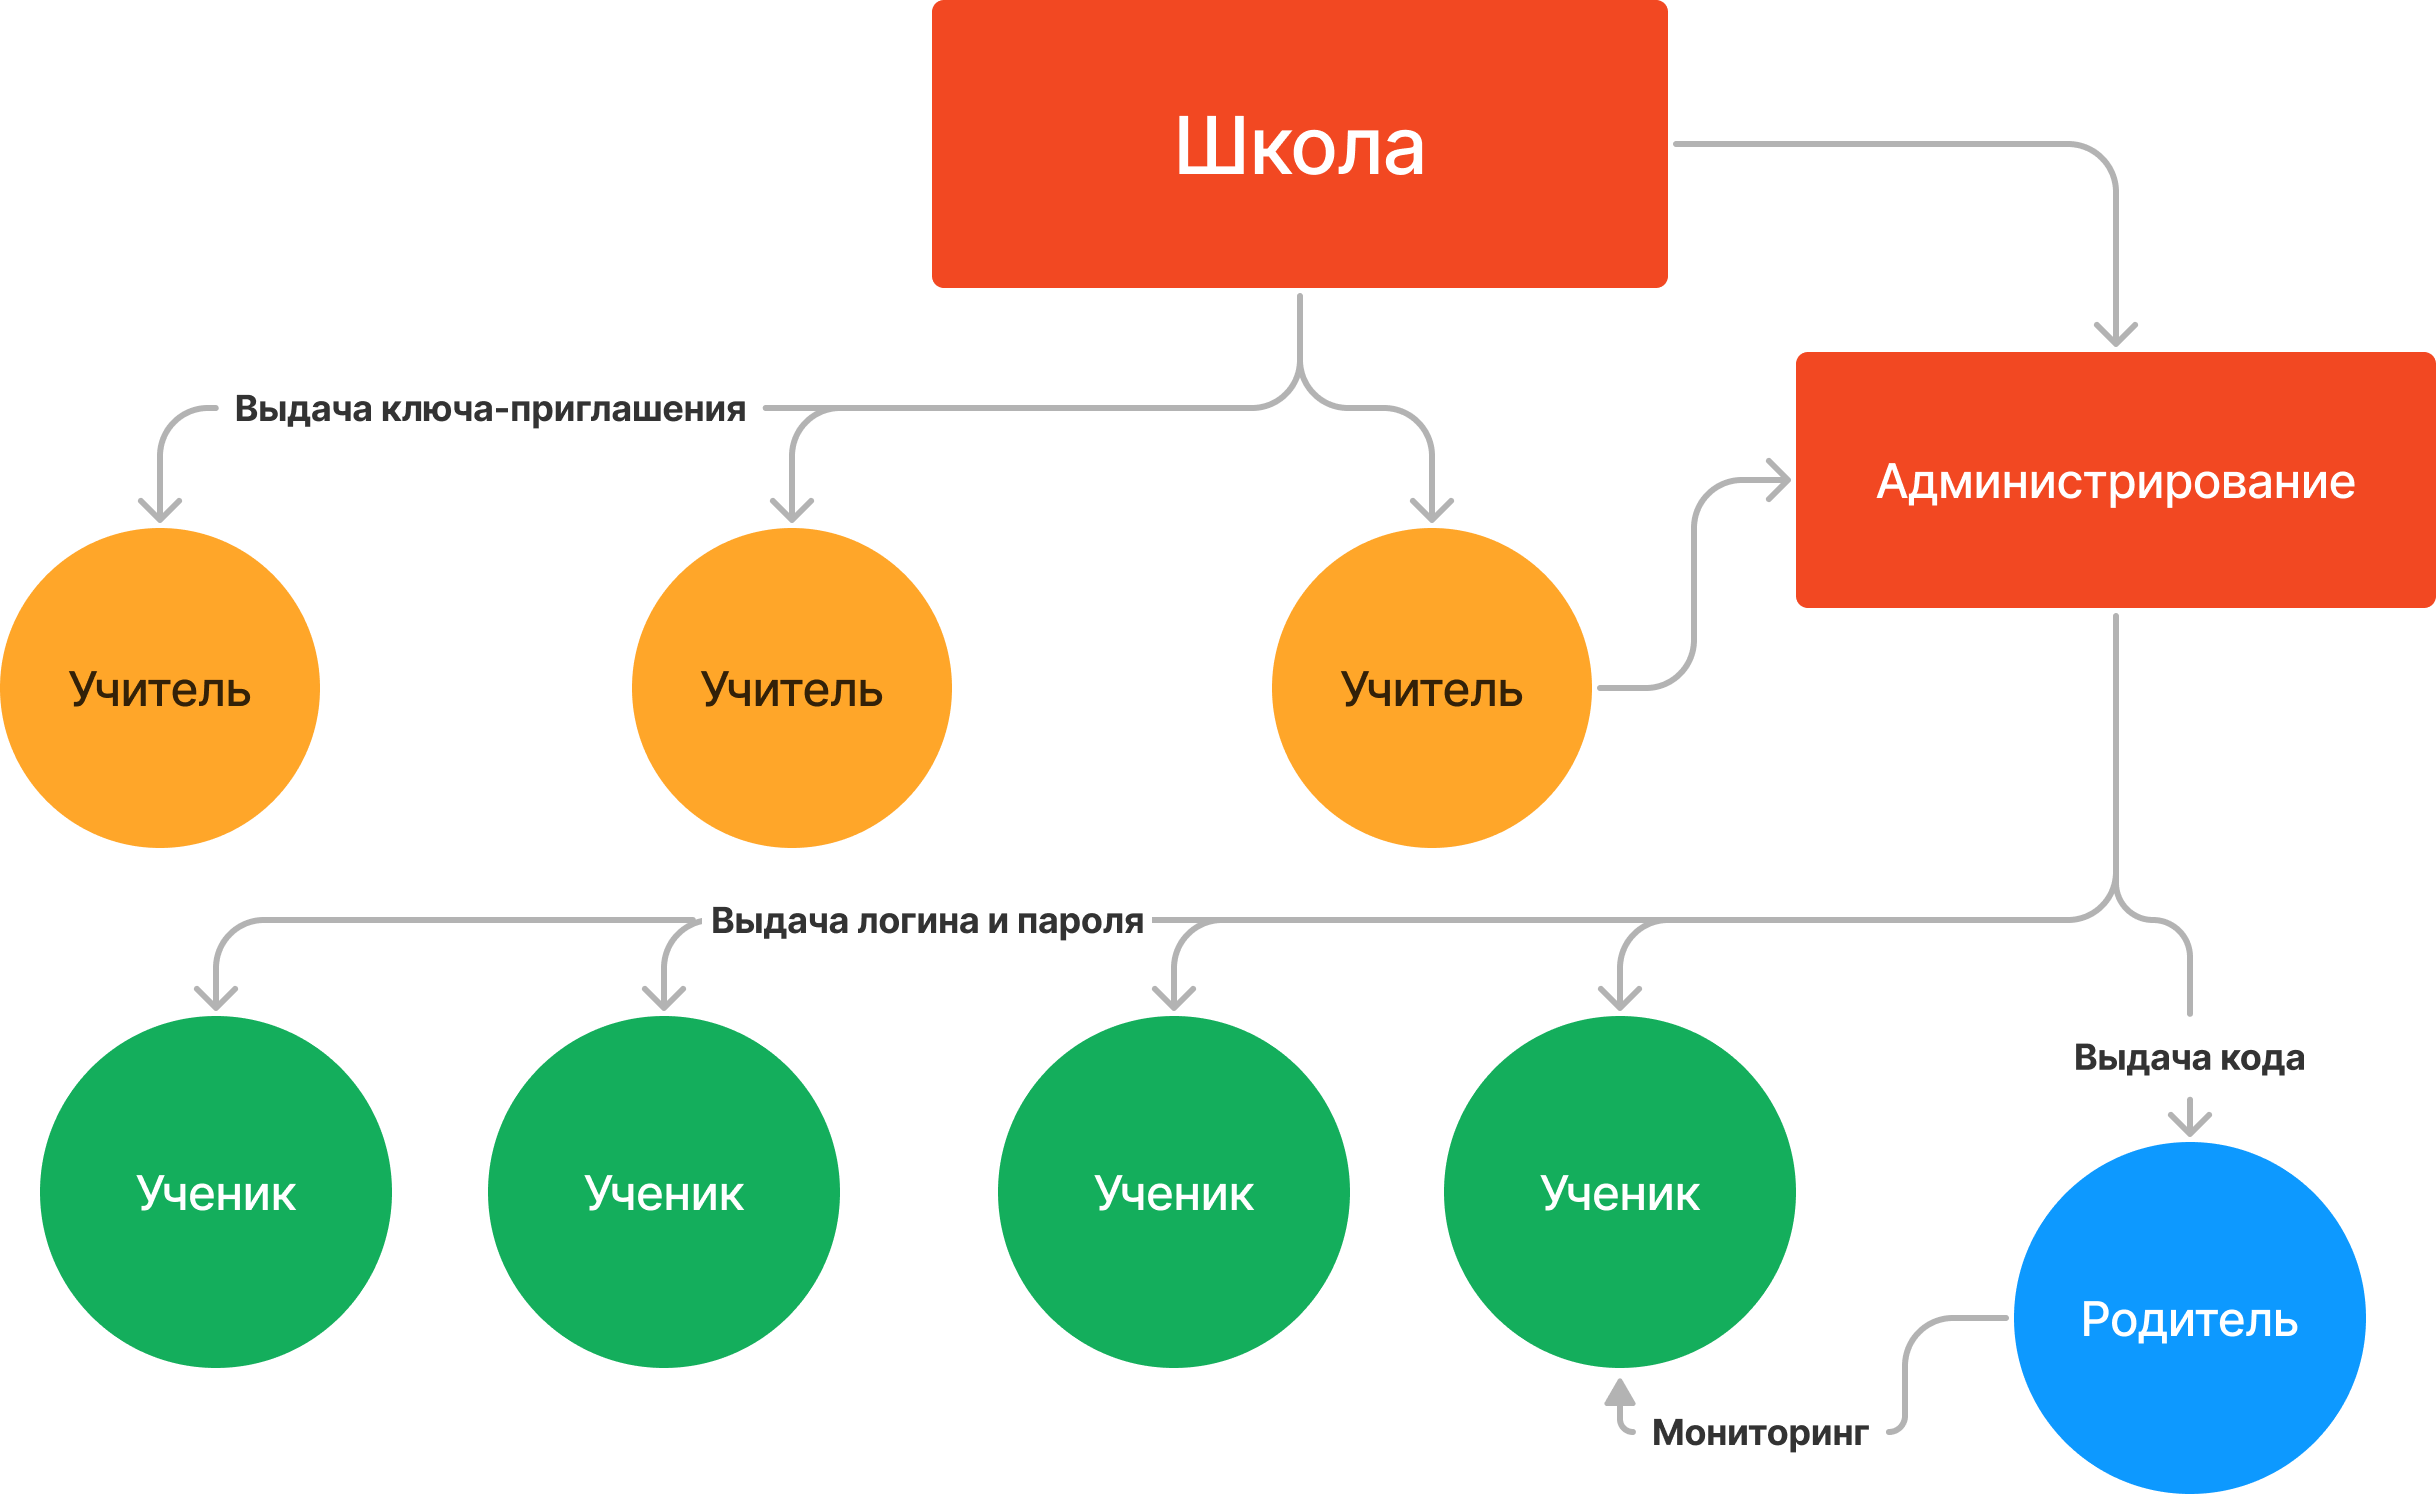 Школа
Выдача ключа-приглашения
Администрирование
Учитель
Учитель
Учитель
Выдача логина и пароля
Выдача кода
Ученик
Ученик
Ученик
Ученик
Родитель
Мониторинг